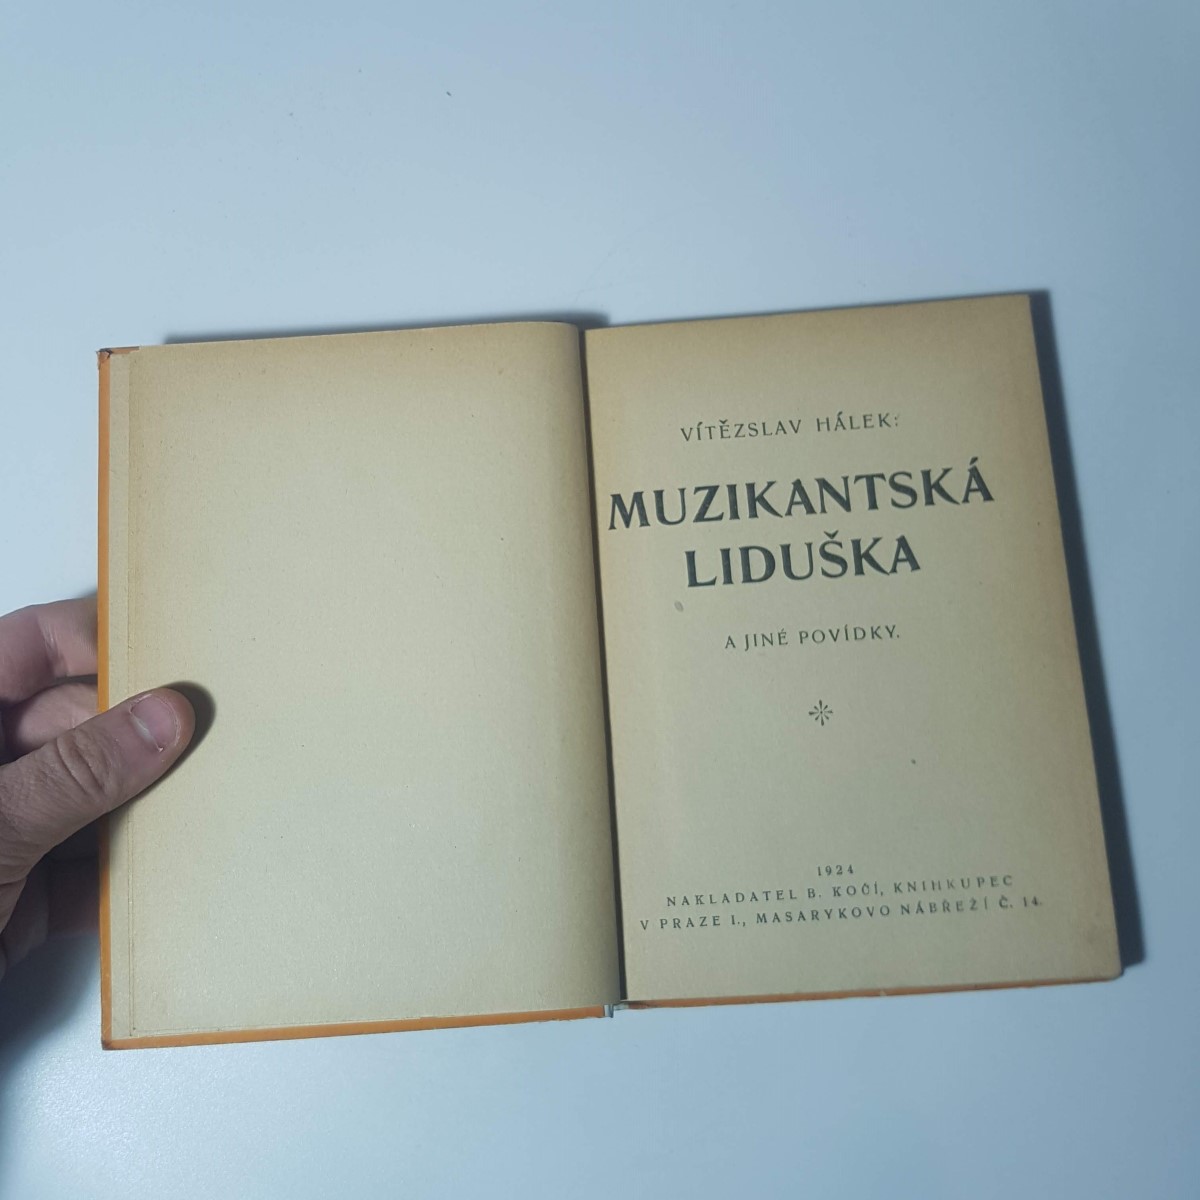 VÍTĚZSLAV HÁLEK:
MUZIKANTSKÁ
LIDUŠKA
A JINÉ POVÍDKY.
1924
NAKLADATEL B. KOČÍ, KNIHKUPEC
V PRAZE I., MASARYKOVO NÁBŘEŽÍ Č. 14.